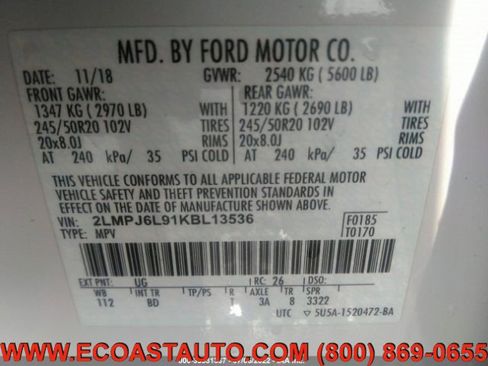 MFD. BY FORD MOTOR CO.
DATE: 11/18 GVWR: 2540 KG ( 5600 LB)
FRONT GAWR: REAR GAWR:
1347 KG ( 2970 LB) WITH 1220 KG ( 2690 LB) WITH
245/50R20 102V TIRES 245/50R20 102V TIRES
20x8.0J RIMS 20x8.0J RIMS
AT 240 kPa/ 35 PSI COLD AT 240 kPa/ 35 PSI COLD
THIS VEHICLE CONFORMS TO ALL APPLICABLE FEDERAL MOTOR
VEHICLE SAFETY AND THEFT PREVENTION STANDARDS IN
EFFECT ON THE DATE OF MANUFACTURE SHOWN ABOVE.
VIN: 2LMPJ6L91KBL13536 F0185
TYPE: MPV T0170
EXT PNT: UG RC: 26 DSO:
WB INT TR TP/PS R AXLE TR SPR
112 BD T 3A 8 3322
UTC 5U5A-1520472-BA
WWW.ECOASTAUTO.COM (800) 869-0655